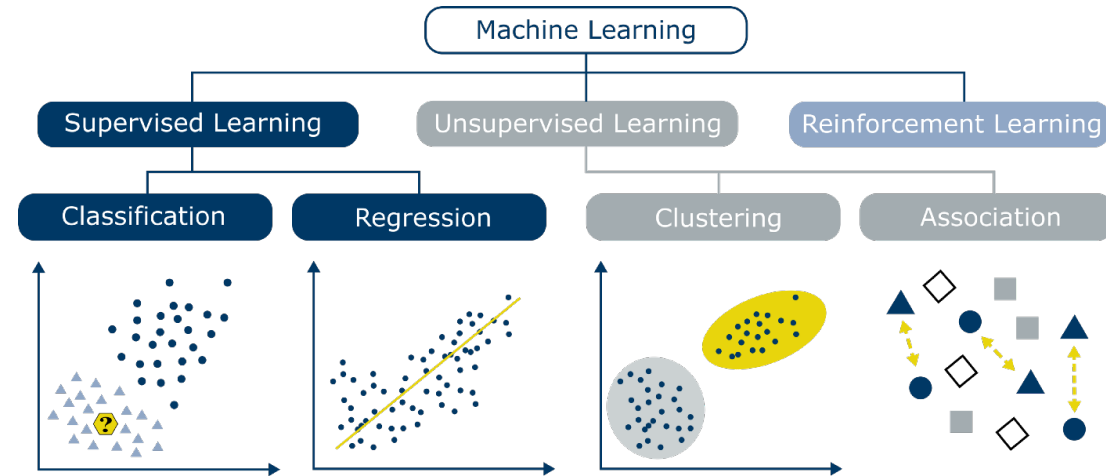 Machine Learning
Supervised Learning
Unsupervised Learning
Reinforcement Learning
Classification
Regression
Clustering
Association
?